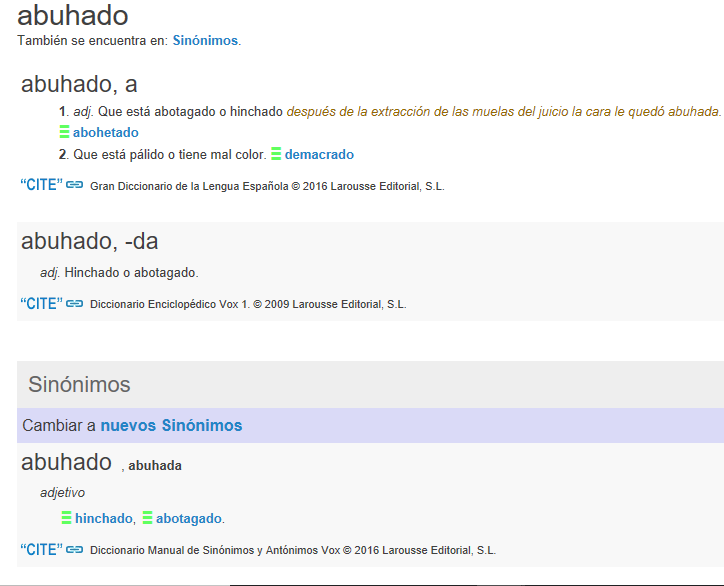 abuhado
También se encuentra en: Sinónimos.
abuhado, a
1. adj. Que está abotagado o hinchado después de la extracción de las muelas del juicio la cara le quedó abuhada.
abohetado
2. Que está pálido o tiene mal color. demacrado
“CITE” Gran Diccionario de la Lengua Española © 2016 Larousse Editorial, S.L.
abuhado, -da
adj. Hinchado o abotagado.
“CITE” Diccionario Enciclopédico Vox 1. © 2009 Larousse Editorial, S.L.
Sinónimos
Cambiar a nuevos Sinónimos
abuhado , abuhada
adjetivo
hinchado, abotagado.
“CITE” Diccionario Manual de Sinónimos y Antónimos Vox © 2016 Larousse Editorial, S.L.